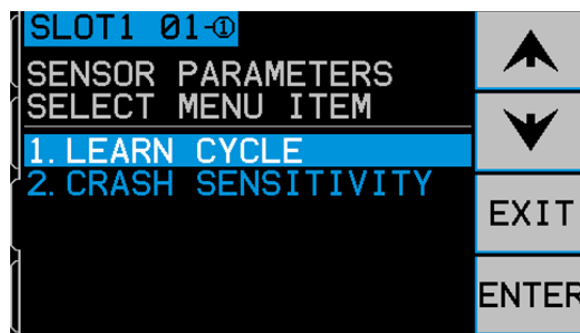 SLOT1 01-①
SENSOR PARAMETERS
SELECT MENU ITEM
1. LEARN CYCLE
2. CRASH SENSITIVITY
EXIT
ENTER